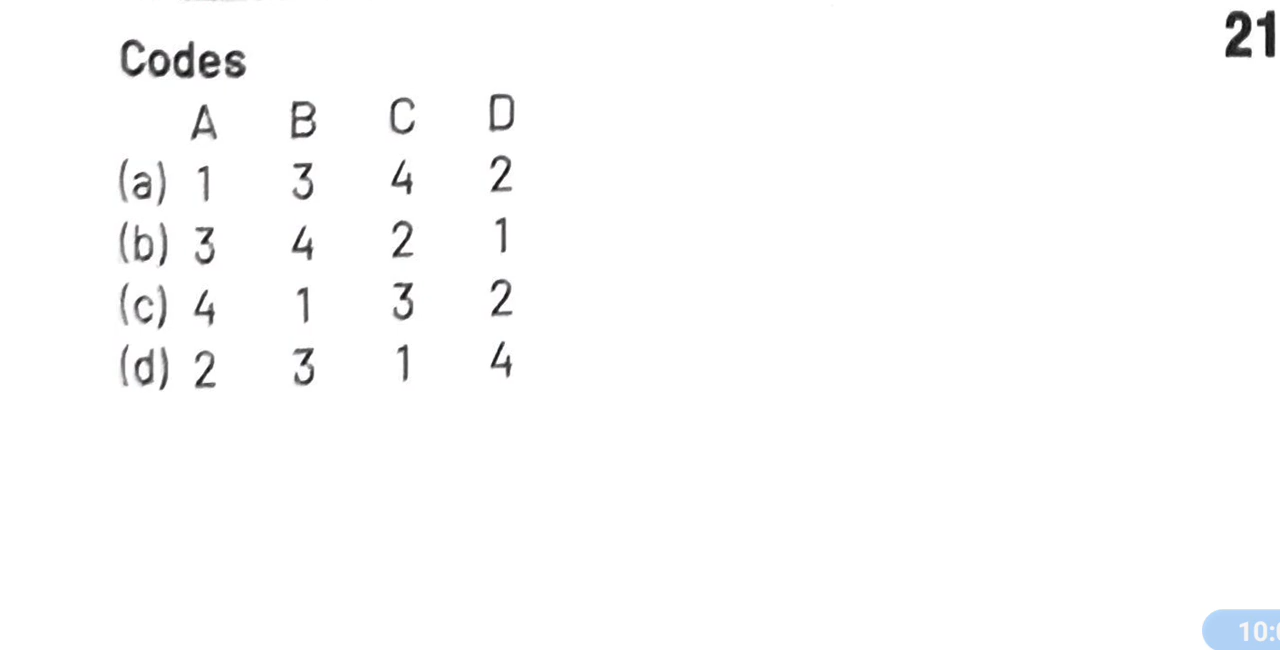 21
Codes
A B C D
(a) 1 3 4 2
(b) 3 4 2 1
(c) 4 1 3 2
(d) 2 3 1 4